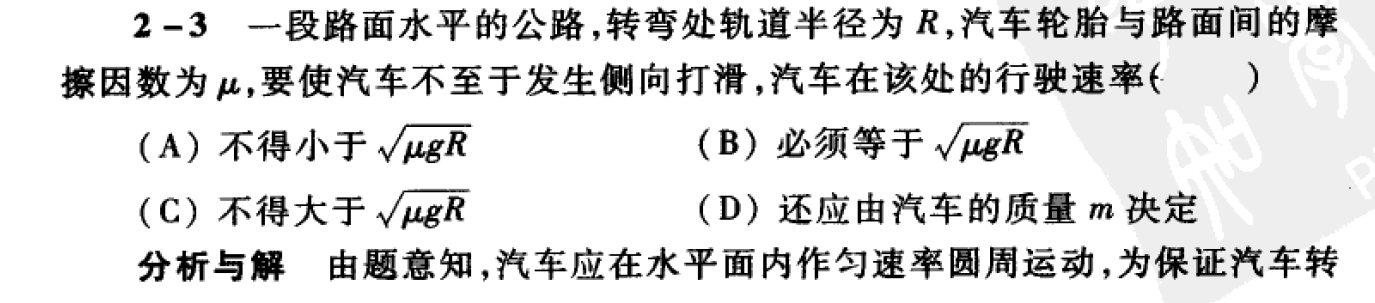 2-3 一段路面水平的公路,转弯处轨道半径为 R,汽车轮胎与路面间的摩
擦因数为 μ,要使汽车不至于发生侧向打滑,汽车在该处的行驶速率( )
(A) 不得小于 √μgR (B) 必须等于 √μgR
(C) 不得大于 √μgR (D) 还应由汽车的质量 m 决定
分析与解 由题意知,汽车应在水平面内作匀速率圆周运动,为保证汽车转